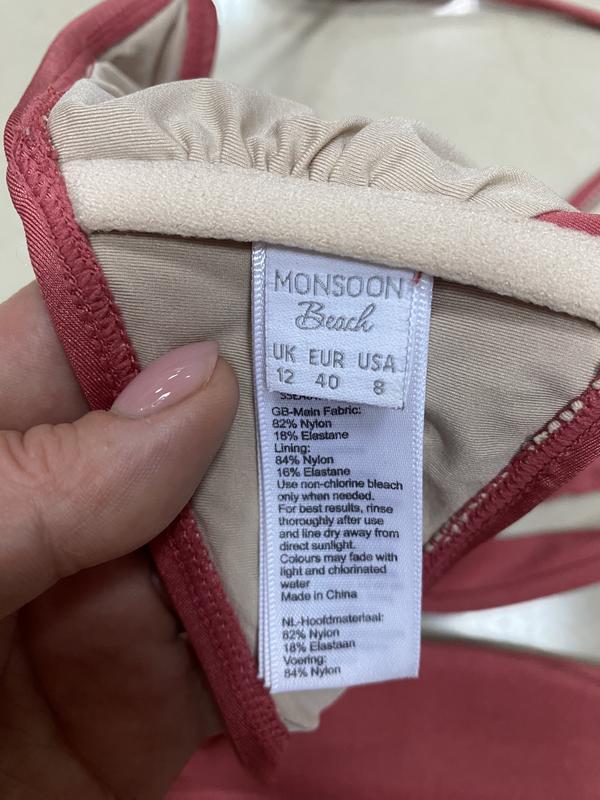 MONSOON
Beach
UK EUR USA
12 40 8
GB-Main Fabric:
82% Nylon
18% Elastane
Lining:
84% Nylon
16% Elastane
Use non-chlorine bleach
only when needed.
For best results, rinse
thoroughly after use
and line dry away from
direct sunlight.
Colours may fade with
light and chlorinated
water
Made in China
NL-Hoofdmateriaal:
82% Nylon
18% Elastaan
Voering:
84% Nylon